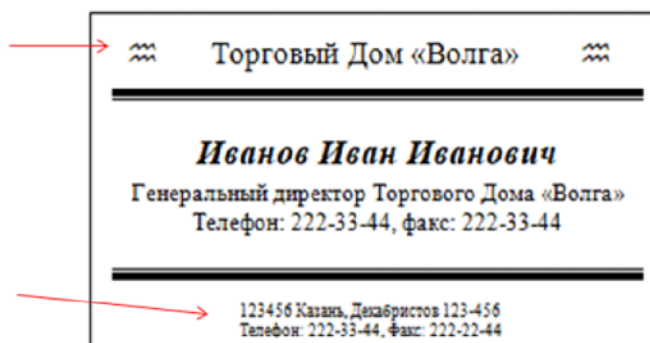 ♒ Торговый Дом «Волга» ♒
Иванов Иван Иванович
Генеральный директор Торгового Дома «Волга»
Телефон: 222-33-44, факс: 222-33-44
123456 Казань, Декабристов 123-456
Телефон: 222-33-44, Факс: 222-22-44